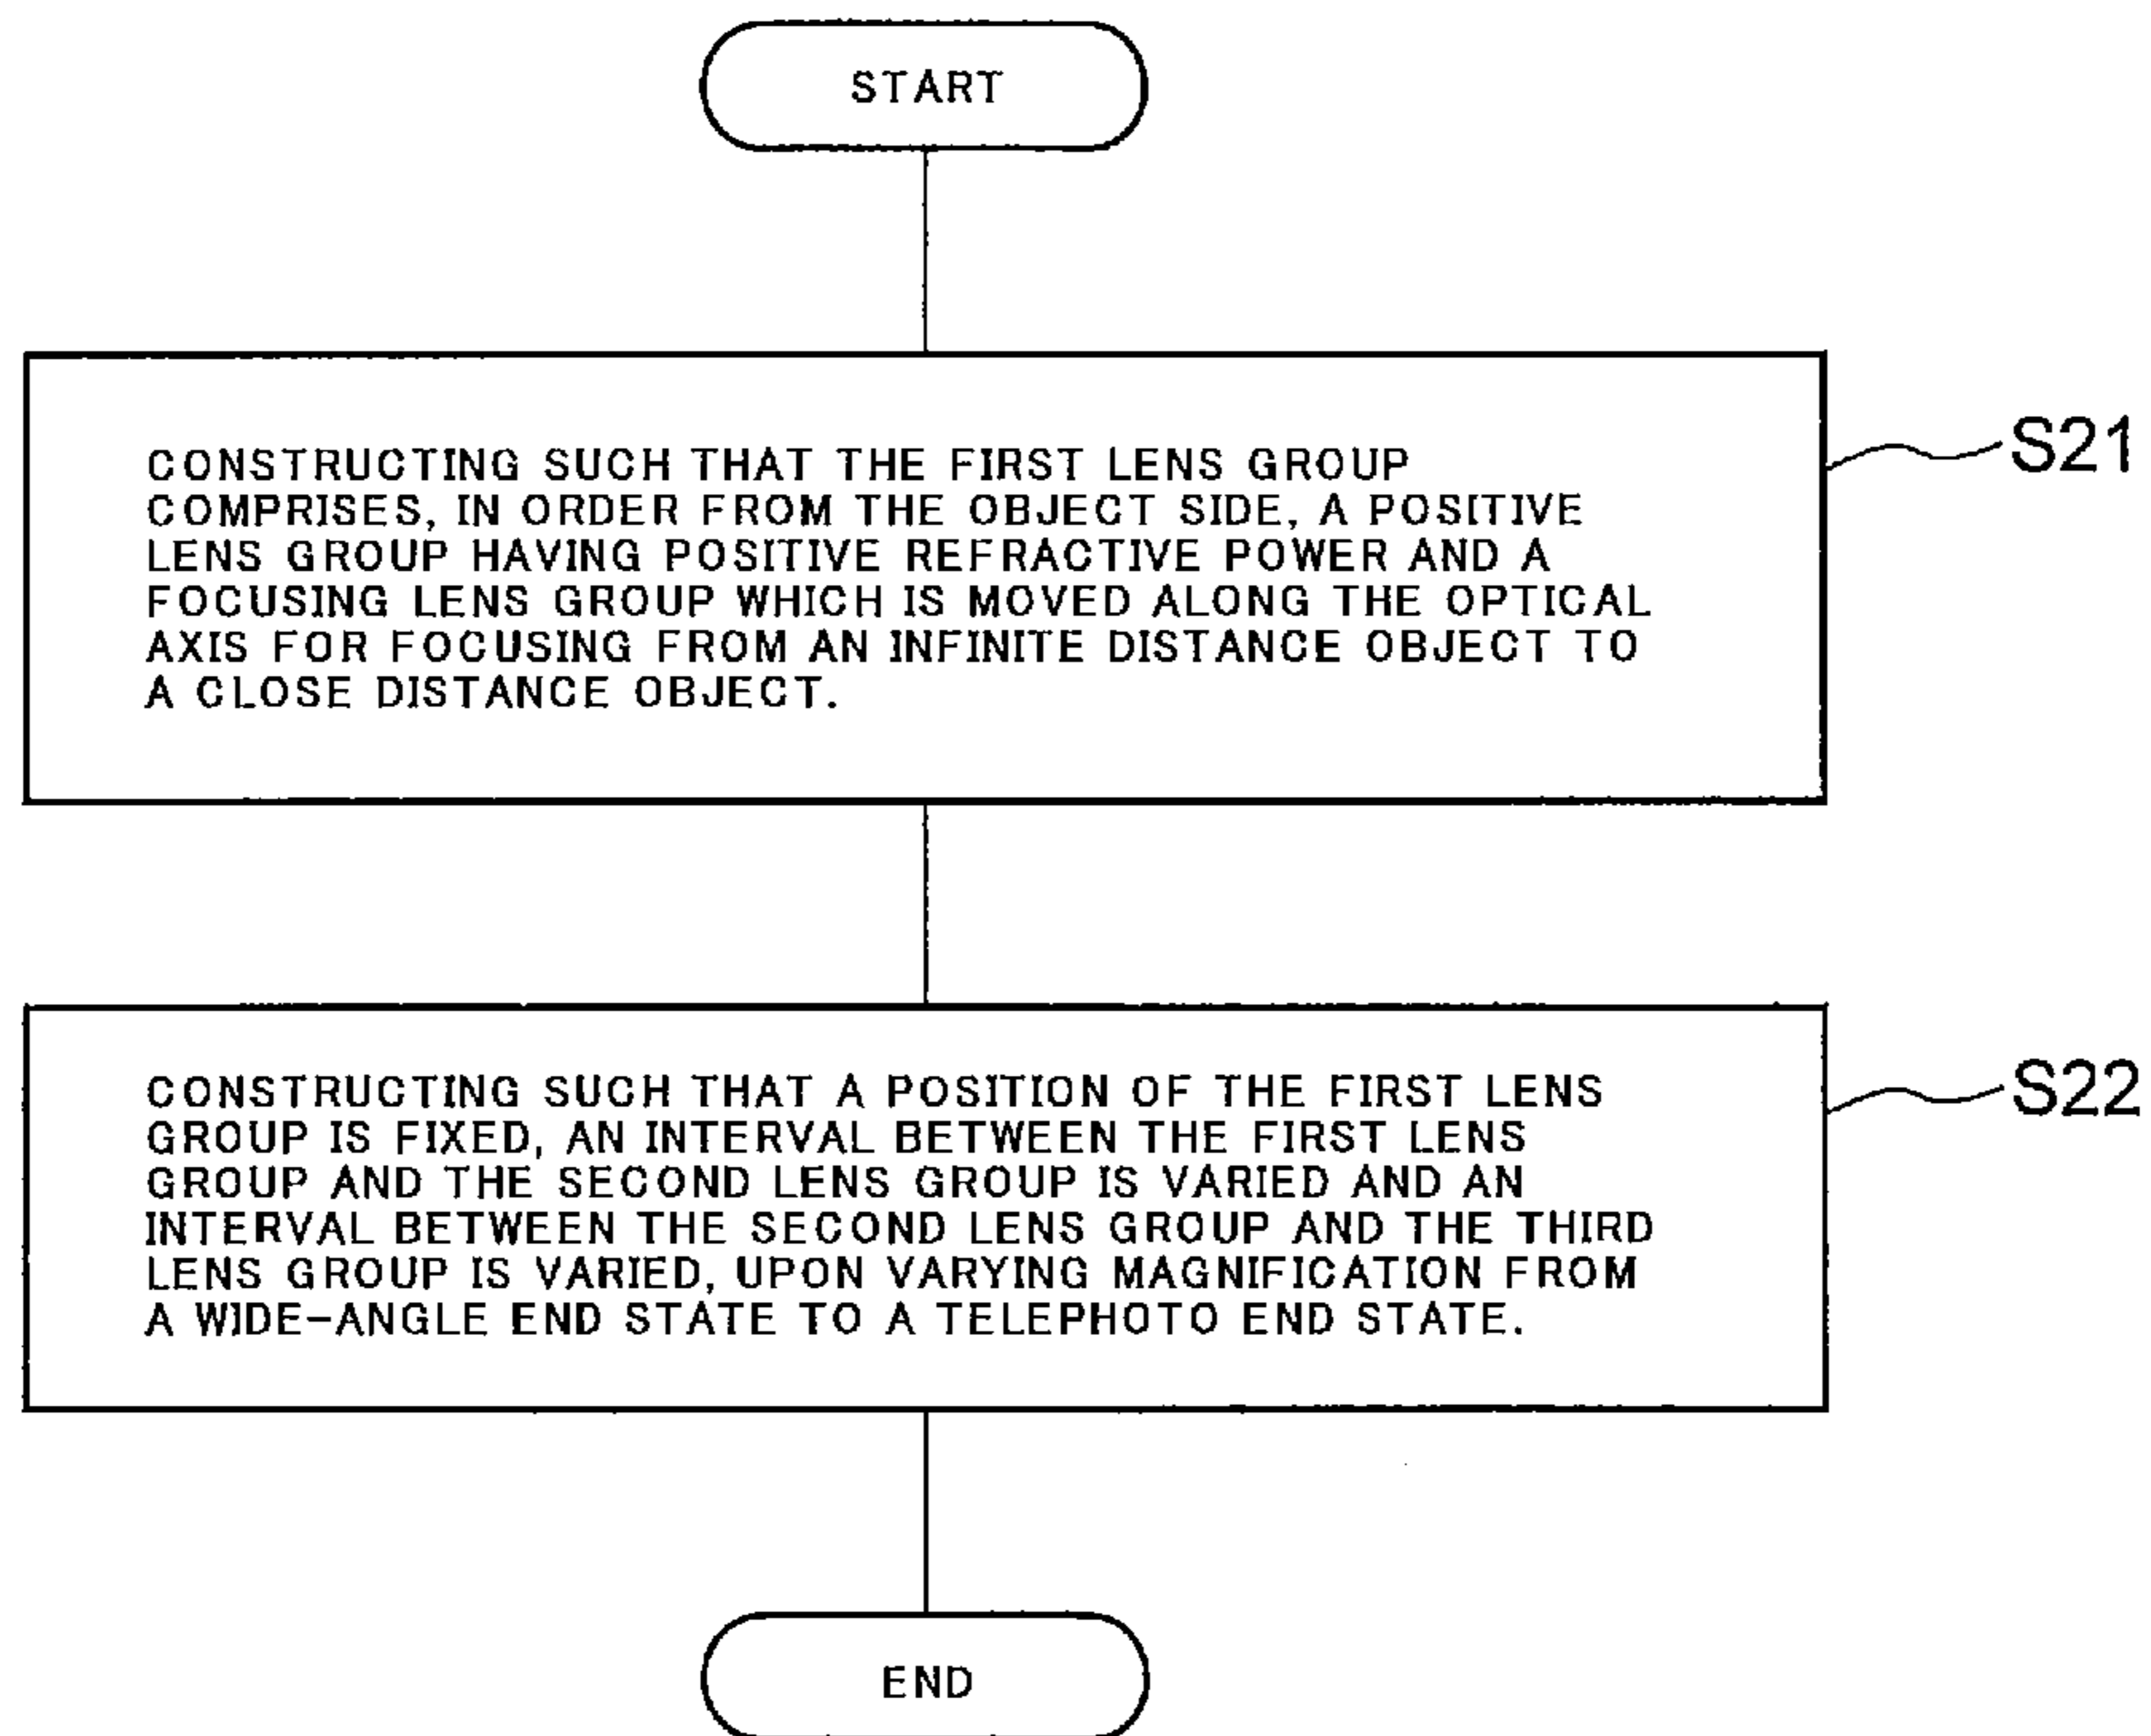 START
CONSTRUCTING SUCH THAT THE FIRST LENS GROUP
COMPRISES, IN ORDER FROM THE OBJECT SIDE, A POSITIVE
LENS GROUP HAVING POSITIVE REFRACTIVE POWER AND A
FOCUSING LENS GROUP WHICH IS MOVED ALONG THE OPTICAL
AXIS FOR FOCUSING FROM AN INFINITE DISTANCE OBJECT TO
A CLOSE DISTANCE OBJECT.
S21
CONSTRUCTING SUCH THAT A POSITION OF THE FIRST LENS
GROUP IS FIXED, AN INTERVAL BETWEEN THE FIRST LENS
GROUP AND THE SECOND LENS GROUP IS VARIED AND AN
INTERVAL BETWEEN THE SECOND LENS GROUP AND THE THIRD
LENS GROUP IS VARIED, UPON VARYING MAGNIFICATION FROM
A WIDE-ANGLE END STATE TO A TELEPHOTO END STATE.
S22
END